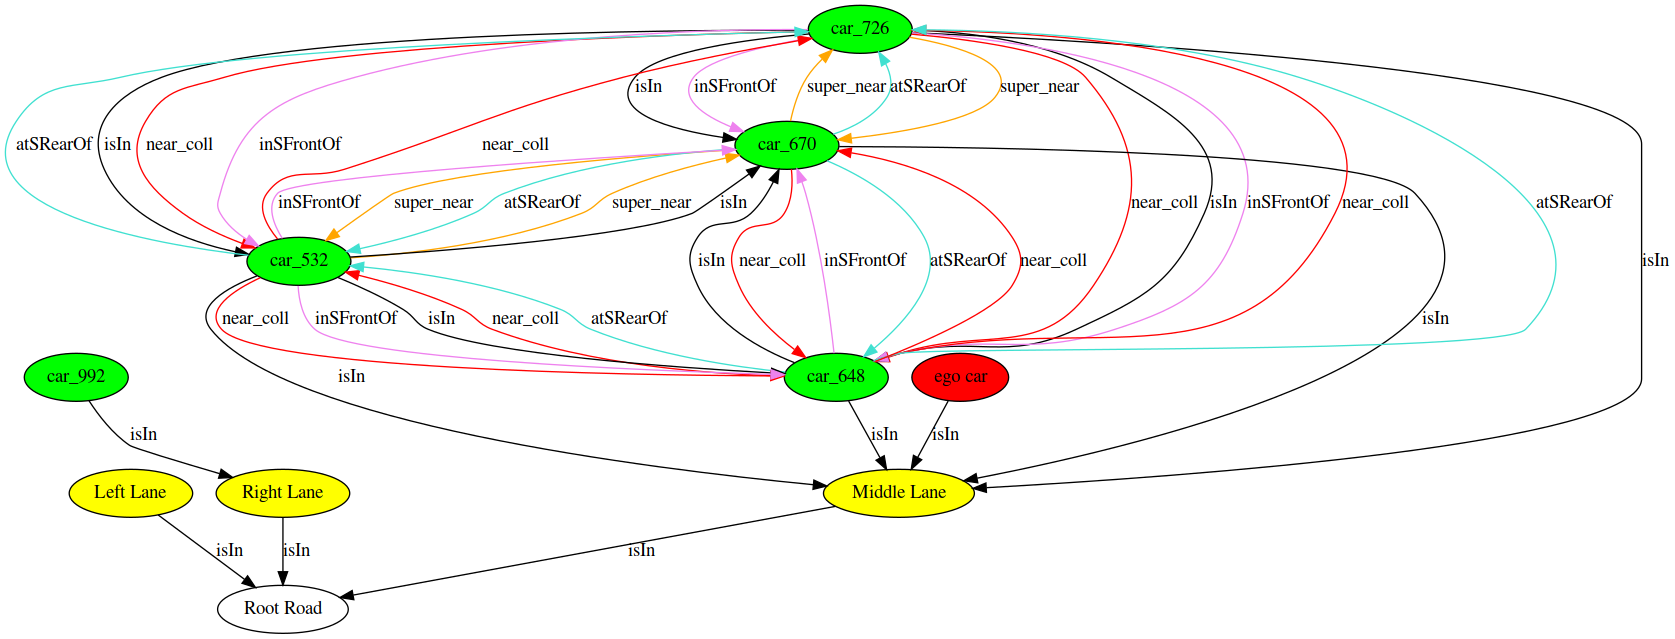 car_726
isIn
inSFrontOf
super_near
atSRearOf
super_near
atSRearOf
isIn
near_coll
inSFrontOf
near_coll
car_670
inSFrontOf
super_near
atSRearOf
super_near
isIn
near_coll
isIn
inSFrontOf
near_coll
atSRearOf
car_532
isIn
near_coll
inSFrontOf
atSRearOf
near_coll
isIn
near_coll
inSFrontOf
isIn
near_coll
atSRearOf
isIn
car_992
isIn
car_648
ego car
isIn
isIn
isIn
Left Lane
Right Lane
Middle Lane
isIn
isIn
isIn
Root Road